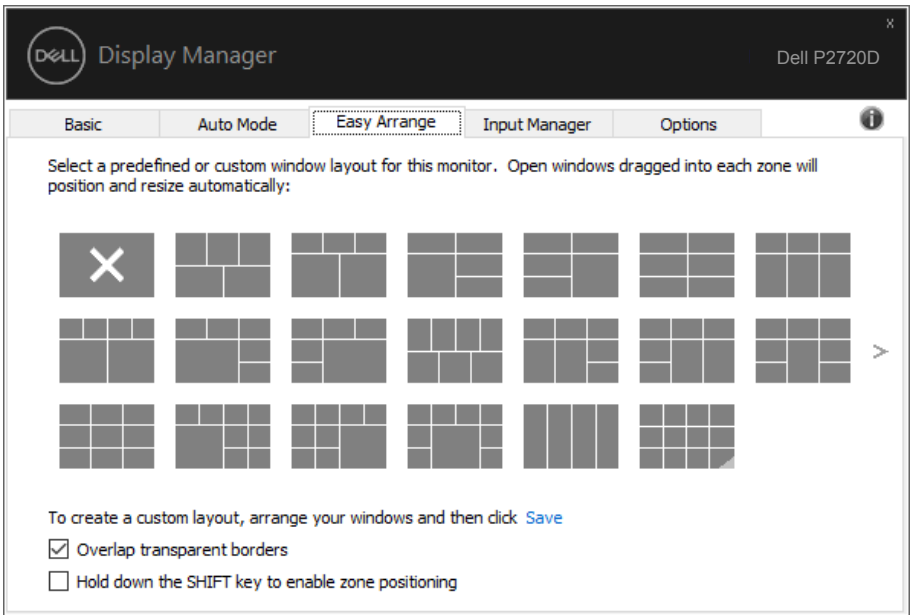 x
DELL Display Manager
Dell P2720D
Basic Auto Mode Easy Arrange Input Manager Options
Select a predefined or custom window layout for this monitor. Open windows dragged into each zone will
position and resize automatically:
>
To create a custom layout, arrange your windows and then click Save
Overlap transparent borders
Hold down the SHIFT key to enable zone positioning